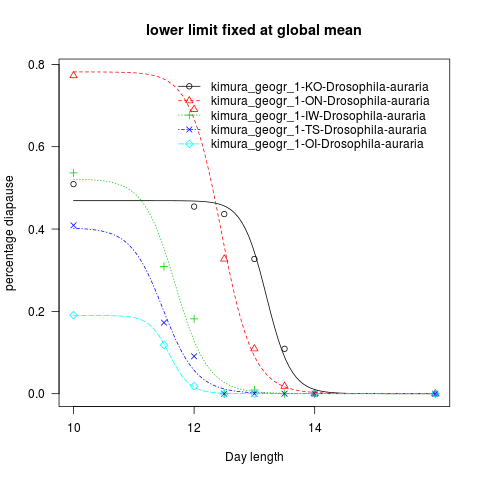 lower limit fixed at global mean
0.8
kimura_geogr_1-KO-Drosophila-auraria
kimura_geogr_1-ON-Drosophila-auraria
kimura_geogr_1-IW-Drosophila-auraria
kimura_geogr_1-TS-Drosophila-auraria
kimura_geogr_1-OI-Drosophila-auraria
0.6
percentage diapause
0.4
0.2
0.0
10 12 14
Day length